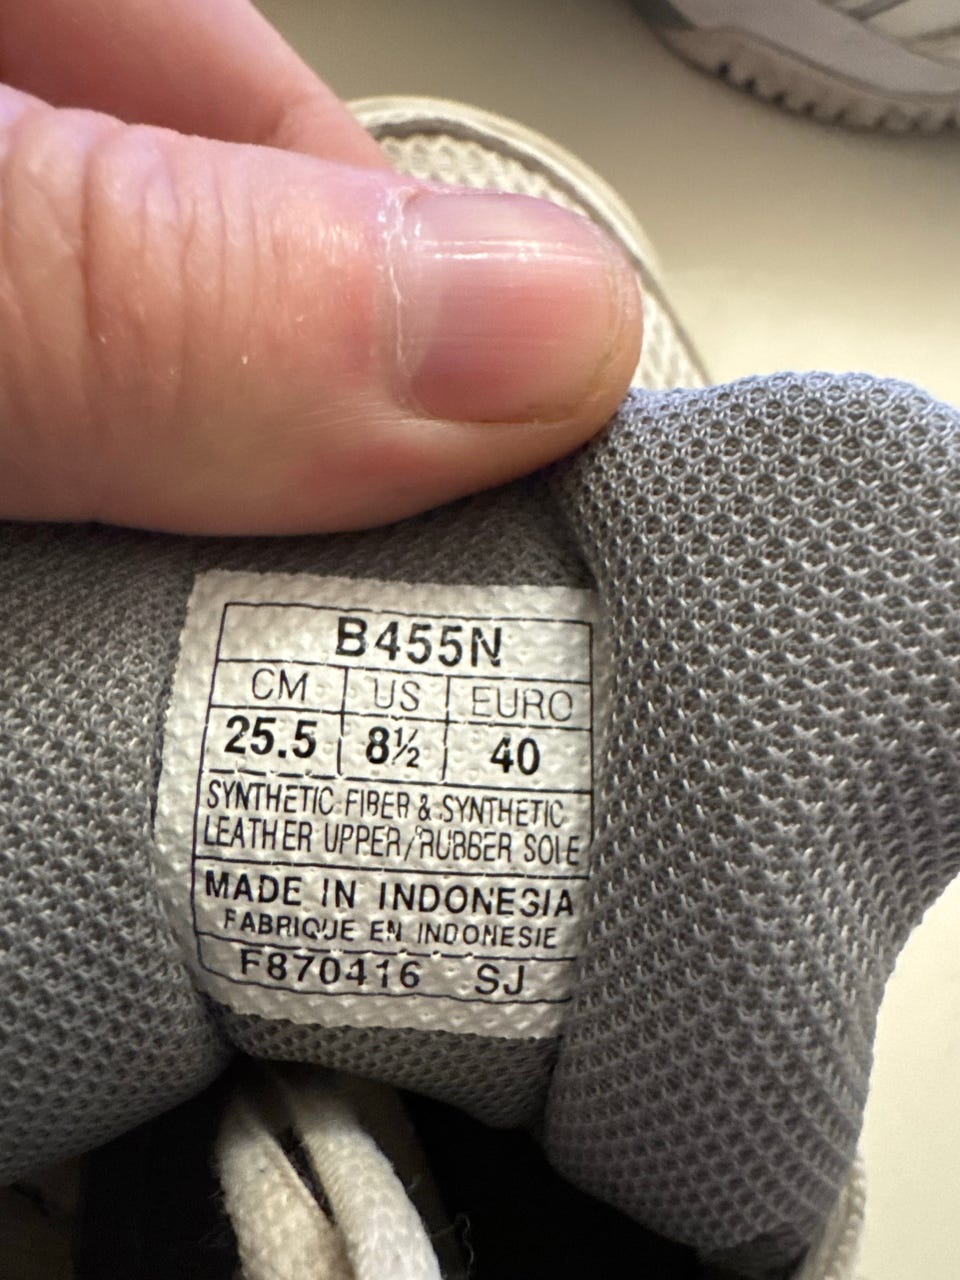 B455N
CM US EURO
25.5 8½ 40
SYNTHETIC FIBER & SYNTHETIC
LEATHER UPPER/RUBBER SOLE
MADE IN INDONESIA
FABRIQUE EN INDONESIE
F870416 SJ